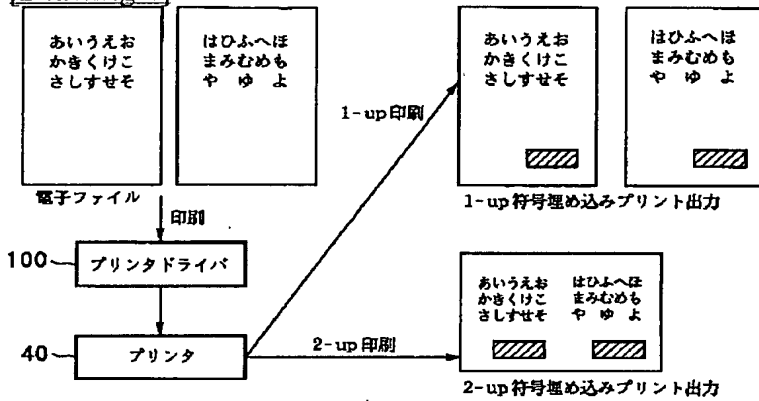 あいうえお
かきくけこ
さしすせそ
はひふへほ
まみむめも
や ゆ よ
電子ファイル
印刷
100
プリンタドライバ
40
プリンタ
1-up印刷
2-up 印刷
あいうえお
かきくけこ
さしすせそ
はひふへほ
まみむめも
や ゆ よ
1-up 符号埋め込みプリント出力
あいうえお
かきくけこ
さしすせそ
はひふへほ
まみむめも
や ゆ よ
2-up 符号埋め込みプリント出力